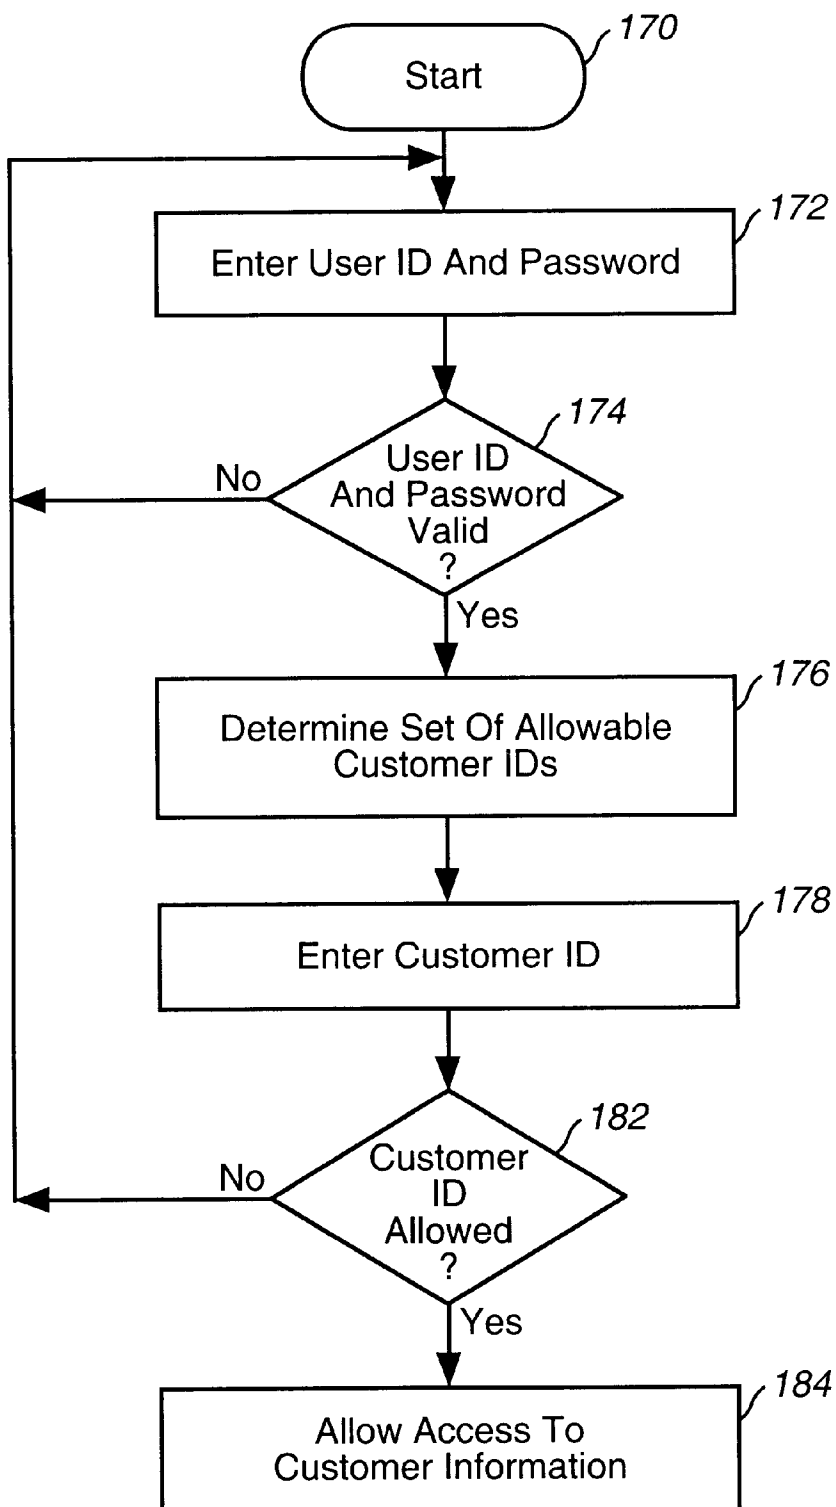 170
Start
172
Enter User ID And Password
174
User ID
And Password
Valid
?
No
Yes
176
Determine Set Of Allowable
Customer IDs
178
Enter Customer ID
182
Customer
ID
Allowed
?
No
Yes
184
Allow Access To
Customer Information